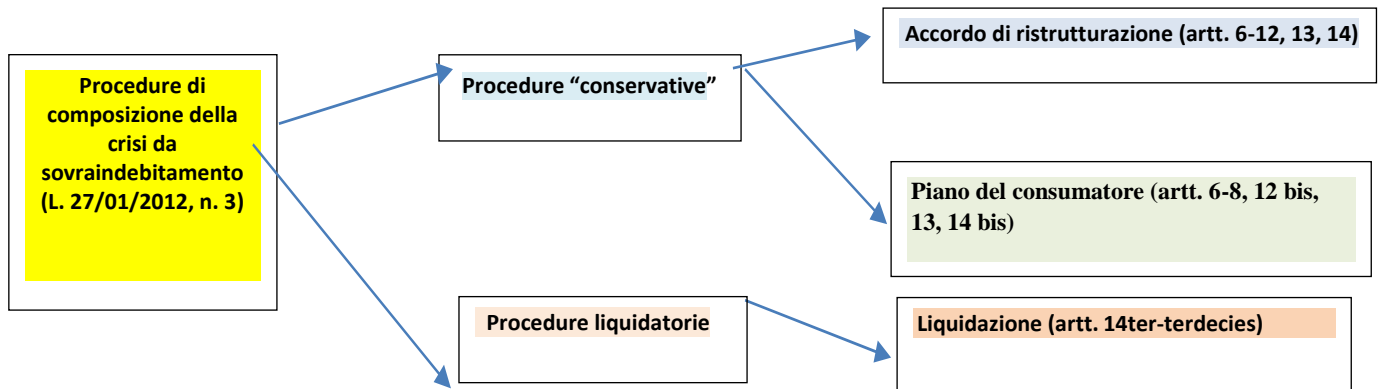 Procedure di
composizione della
crisi da
sovraindebitamento
(L. 27/01/2012, n. 3)
Procedure “conservative”
Accordo di ristrutturazione (artt. 6-12, 13, 14)
Piano del consumatore (artt. 6-8, 12 bis,
13, 14 bis)
Procedure liquidatorie
Liquidazione (artt. 14ter-terdecies)